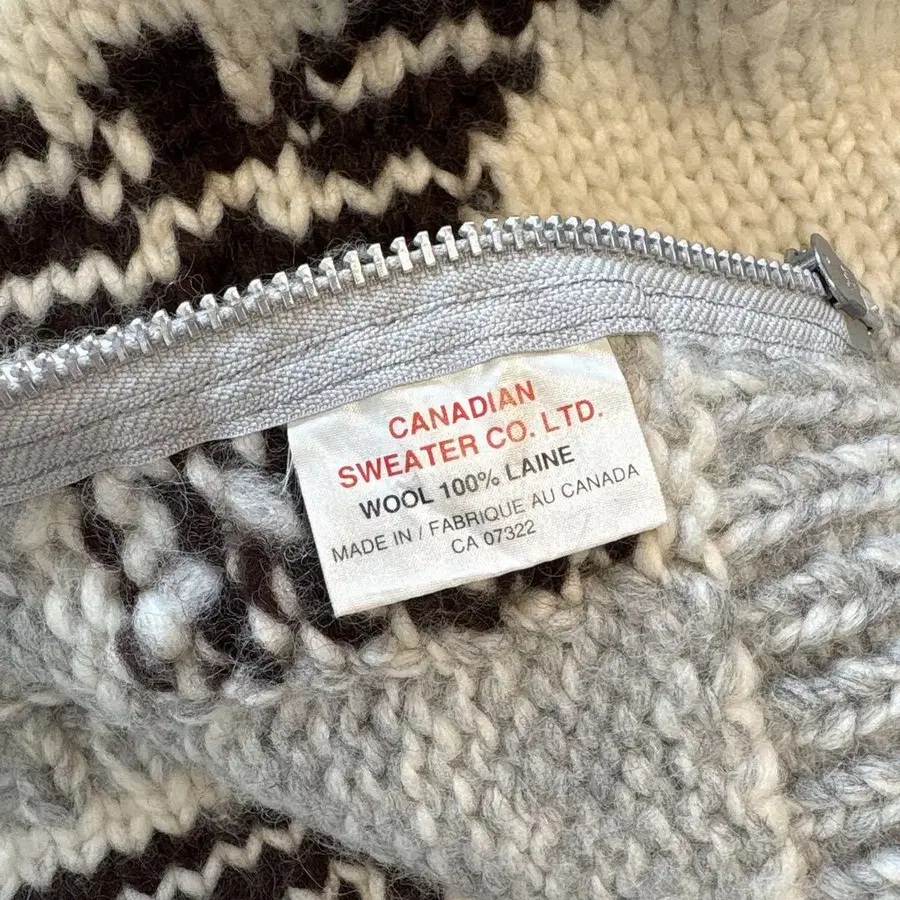 CANADIAN
SWEATER CO. LTD.
WOOL 100% LAINE
MADE IN / FABRIQUE AU CANADA
CA 07322